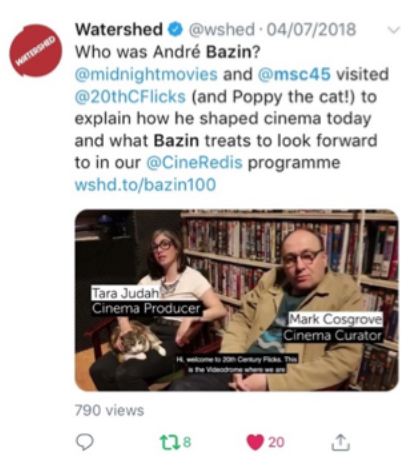 WATERSHED
Watershed @wshed · 04/07/2018
Who was André Bazin?
@midnightmovies and @msc45 visited
@20thCFlicks (and Poppy the cat!) to
explain how he shaped cinema today
and what Bazin treats to look forward
to in our @CineRedis programme
wshd.to/bazin100
Tara Judah
Cinema Producer
Mark Cosgrove
Cinema Curator
Hi, welcome to 20th Century Flicks. This
is the Videodrome where we are
790 views
8
20